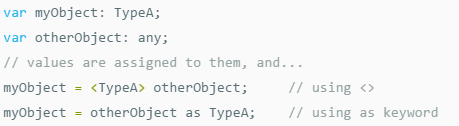 var myObject: TypeA;
var otherObject: any;
// values are assigned to them, and...
myObject = <TypeA> otherObject;     // using <>
myObject = otherObject as TypeA;    // using as keyword